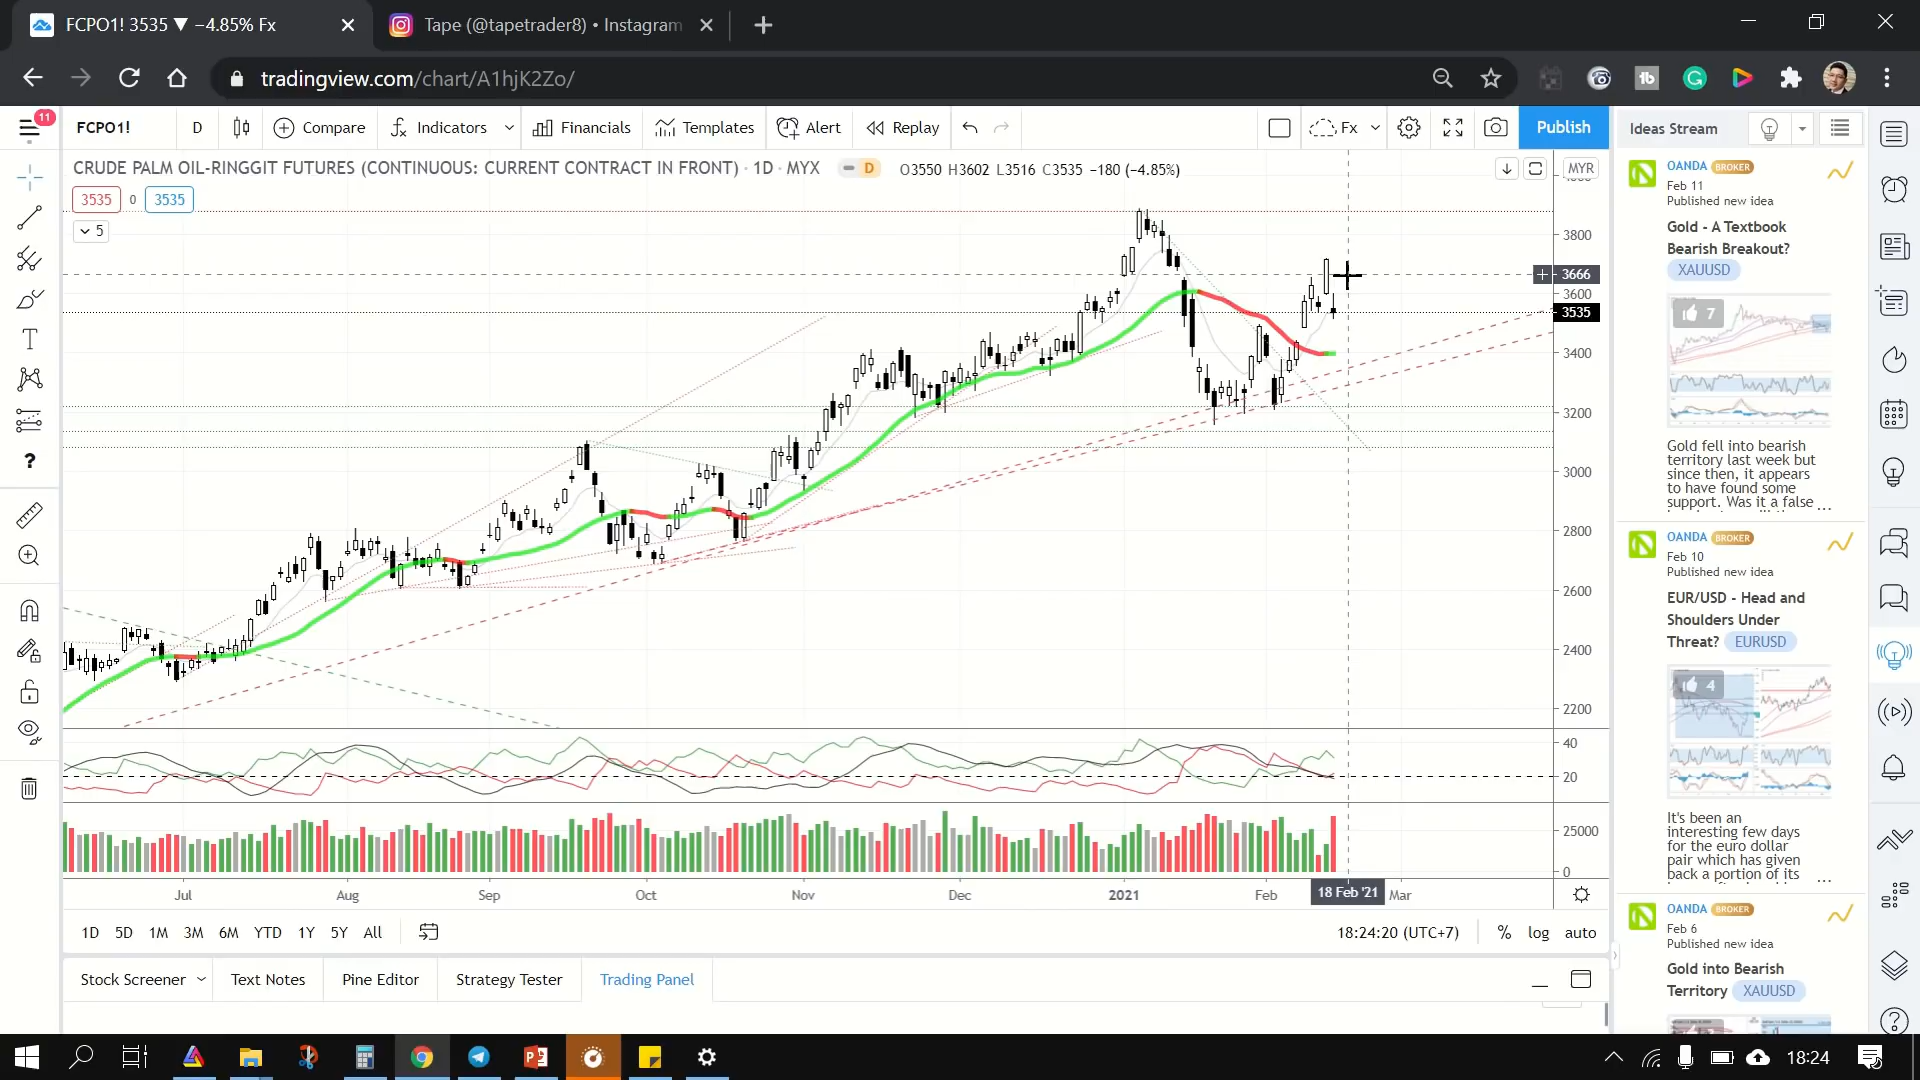 FCPO1! 3535 ▼ −4.85% Fx
Tape (@tapetrader8) • Instagram
tradingview.com/chart/A1hjK2Zo/
11
FCPO1!
D
Compare
Indicators
Financials
Templates
Alert
Replay
Fx
Publish
CRUDE PALM OIL-RINGGIT FUTURES (CONTINUOUS: CURRENT CONTRACT IN FRONT) · 1D · MYX
D
O3550 H3602 L3516 C3535 −180 (−4.85%)
MYR
3535
0
3535
5
3800
3666
3600
3535
3400
3200
3000
2800
2600
2400
2200
40
20
25000
0
Jul
Aug
Sep
Oct
Nov
Dec
2021
Feb
18 Feb '21
Mar
1D
5D
1M
3M
6M
YTD
1Y
5Y
All
18:24:20 (UTC+7)
%
log
auto
Stock Screener
Text Notes
Pine Editor
Strategy Tester
Trading Panel
Ideas Stream
OANDA BROKER
Feb 11
Published new idea
Gold - A Textbook
Bearish Breakout?
XAUUSD
7
Gold fell into bearish
territory last week but
since then, it appears
to have found some
support. Was it a false ...
OANDA BROKER
Feb 10
Published new idea
EUR/USD - Head and
Shoulders Under
Threat? EURUSD
4
It's been an
interesting few days
for the euro dollar
pair which has given
back a portion of its ...
OANDA BROKER
Feb 6
Published new idea
Gold into Bearish
Territory XAUUSD
18:24